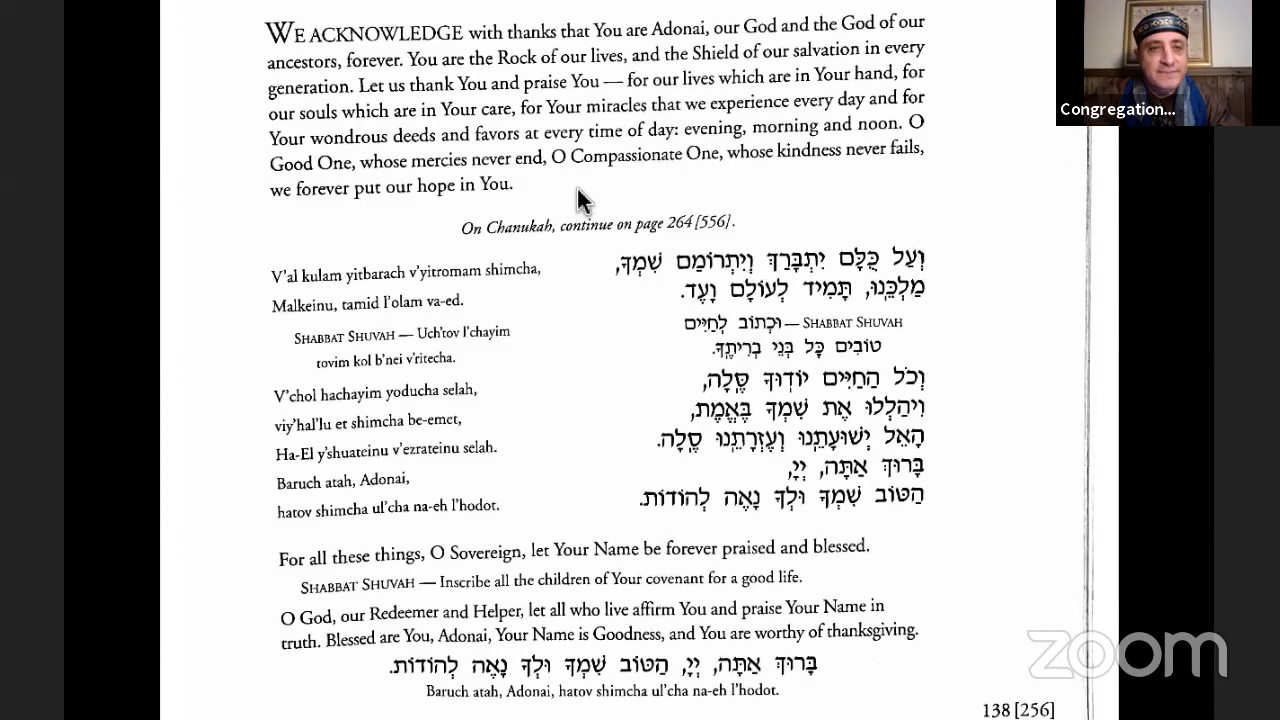 WE ACKNOWLEDGE with thanks that You are Adonai, our God and the God of our
ancestors, forever. You are the Rock of our lives, and the Shield of our salvation in every
generation. Let us thank You and praise You — for our lives which are in Your hand, for
our souls which are in Your care, for Your miracles that we experience every day and for
Your wondrous deeds and favors at every time of day: evening, morning and noon. O
Good One, whose mercies never end, O Compassionate One, whose kindness never fails,
we forever put our hope in You.
On Chanukah, continue on page 264 [556].
V'al kulam yitbarach v'yitromam shimcha,
Malkeinu, tamid l'olam va-ed.
SHABBAT SHUVAH — Uch'tov l'chayim
tovim kol b'nei v'ritecha.
V'chol hachayim yoducha selah,
viy'hal'lu et shimcha be-emet,
Ha-El y'shuateinu v'ezrateinu selah.
Baruch atah, Adonai,
hatov shimcha ul'cha na-eh l'hodot.
וְעַל כֻּלָּם יִתְבָּרַךְ וְיִתְרוֹמַם שִׁמְךָ,
מַלְכֵּֽנוּ, תָּמִיד לְעוֹלָם וָעֶד.
SHABBAT SHUVAH — וּכְתוֹב לְחַיִּים
טוֹבִים כָּל בְּנֵי בְרִיתֶֽךָ.
וְכֹל הַחַיִּים יוֹדֽוּךָ סֶּֽלָה,
וִיהַלְלוּ אֶת שִׁמְךָ בֶּאֱמֶת,
הָאֵל יְשׁוּעָתֵֽנוּ וְעֶזְרָתֵֽנוּ סֶֽלָה.
בָּרוּךְ אַתָּה, יְיָ,
הַטּוֹב שִׁמְךָ וּלְךָ נָאֶה לְהוֹדוֹת.
For all these things, O Sovereign, let Your Name be forever praised and blessed.
SHABBAT SHUVAH — Inscribe all the children of Your covenant for a good life.
O God, our Redeemer and Helper, let all who live affirm You and praise Your Name in
truth. Blessed are You, Adonai, Your Name is Goodness, and You are worthy of thanksgiving.
בָּרוּךְ אַתָּה, יְיָ, הַטּוֹב שִׁמְךָ וּלְךָ נָאֶה לְהוֹדוֹת.
Baruch atah, Adonai, hatov shimcha ul'cha na-eh l'hodot.
138 [256]
Congregation...
zoom